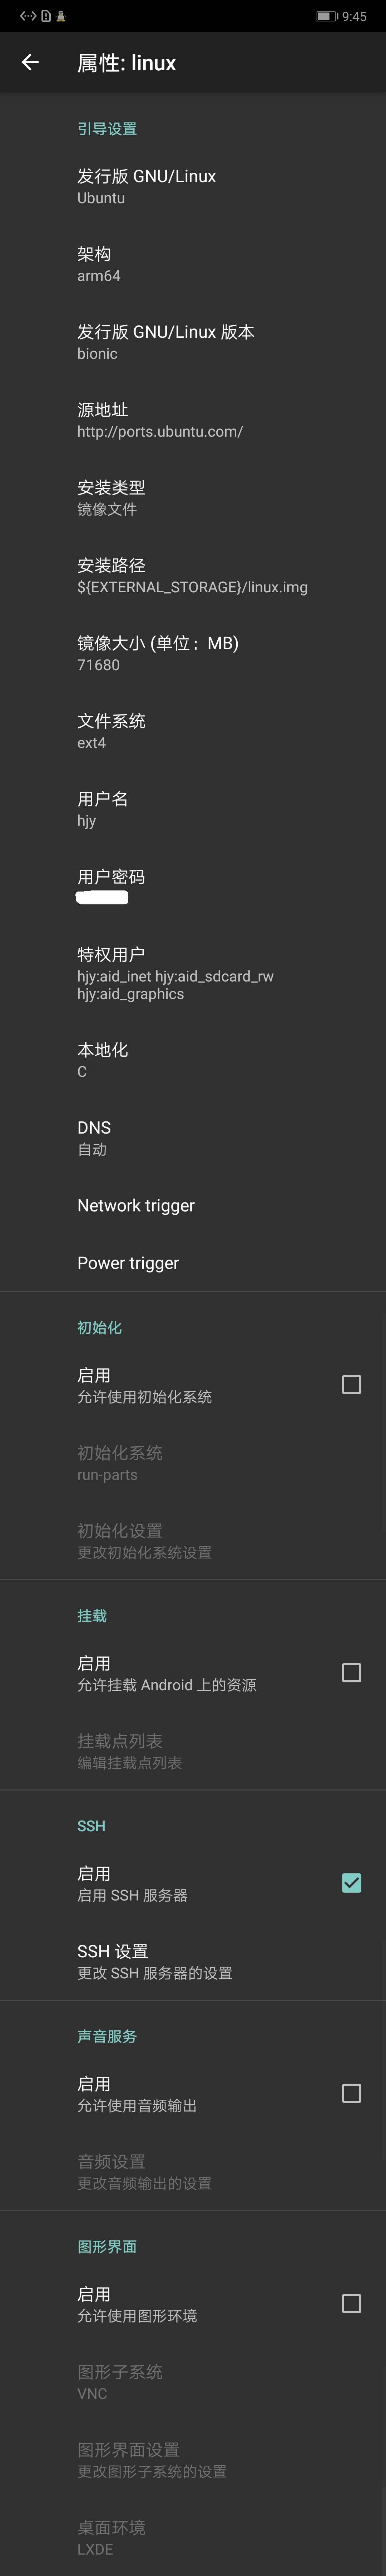 9:45
属性: linux
引导设置
发行版 GNU/Linux
Ubuntu
架构
arm64
发行版 GNU/Linux 版本
bionic
源地址
http://ports.ubuntu.com/
安装类型
镜像文件
安装路径
${EXTERNAL_STORAGE}/linux.img
镜像大小 (单位：MB)
71680
文件系统
ext4
用户名
hjy
用户密码
特权用户
hjy:aid_inet hjy:aid_sdcard_rw
hjy:aid_graphics
本地化
C
DNS
自动
Network trigger
Power trigger
初始化
启用
允许使用初始化系统
初始化系统
run-parts
初始化设置
更改初始化系统设置
挂载
启用
允许挂载 Android 上的资源
挂载点列表
编辑挂载点列表
SSH
启用
启用 SSH 服务器
SSH 设置
更改 SSH 服务器的设置
声音服务
启用
允许使用音频输出
音频设置
更改音频输出的设置
图形界面
启用
允许使用图形环境
图形子系统
VNC
图形界面设置
更改图形子系统的设置
桌面环境
LXDE